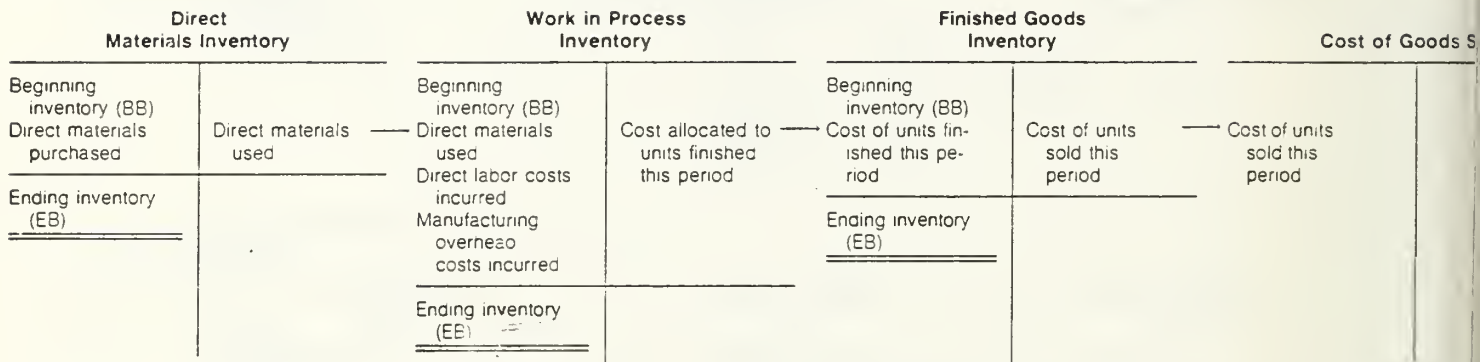 Direct
Materials Inventory
Beginning
inventory (BB)
Direct materials
purchased
Direct materials
used
Ending inventory
(EB)
Work in Process
Inventory
Beginning
inventory (BB)
Direct materials
used
Direct labor costs
incurred
Manufacturing
overhead
costs incurred
Cost allocated to
units finished
this period
Ending inventory
(EB)
Finished Goods
Inventory
Beginning
inventory (BB)
Cost of units fin-
ished this pe-
riod
Cost of units
sold this
period
Ending inventory
(EB)
Cost of Goods S
Cost of units
sold this
period